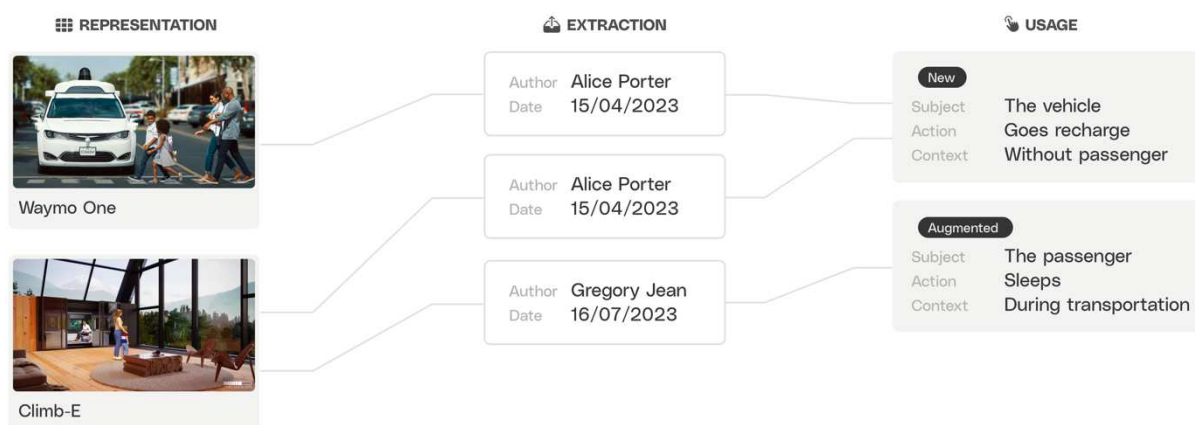 REPRESENTATION
EXTRACTION
USAGE
Waymo One
Climb-E
Author Alice Porter
Date 15/04/2023
Author Alice Porter
Date 15/04/2023
Author Gregory Jean
Date 16/07/2023
New
Subject The vehicle
Action Goes recharge
Context Without passenger
Augmented
Subject The passenger
Action Sleeps
Context During transportation